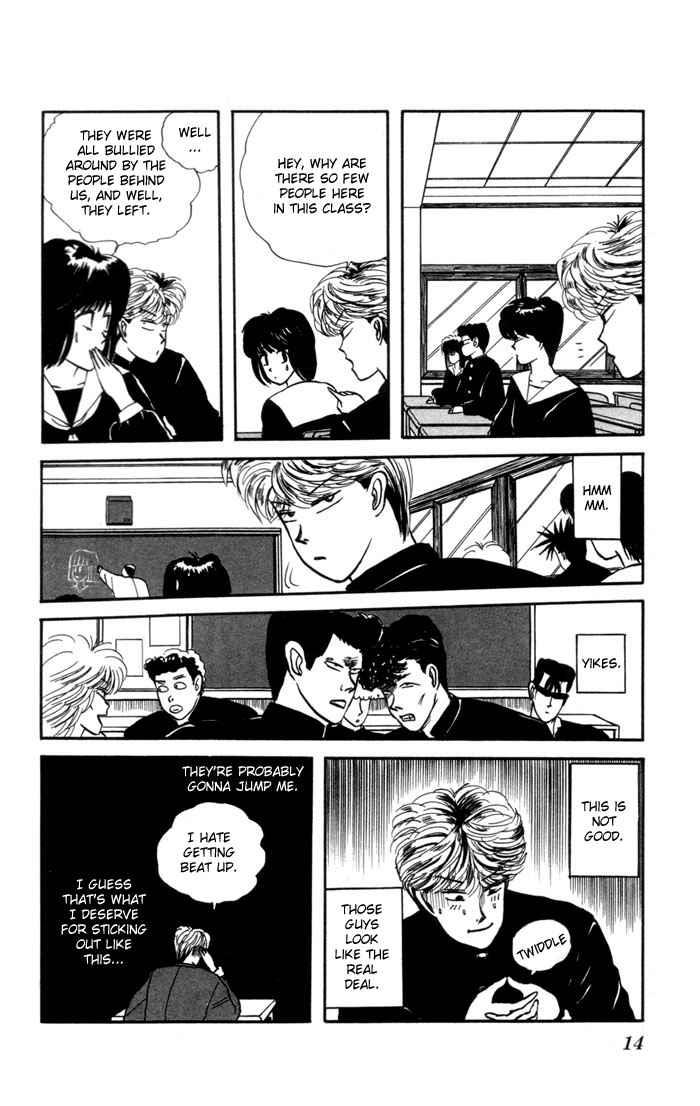 HEY, WHY ARE
THERE SO FEW
PEOPLE HERE
IN THIS CLASS?
WELL
...
THEY WERE
ALL BULLIED
AROUND BY THE
PEOPLE BEHIND
US, AND WELL,
THEY LEFT.
HMM
MM.
YIKES.
THIS IS
NOT
GOOD.
THOSE
GUYS
LOOK
LIKE THE
REAL
DEAL.
TWIDDLE
THEY'RE PROBABLY
GONNA JUMP ME.
I HATE
GETTING
BEAT UP.
I GUESS
THAT'S WHAT
I DESERVE
FOR STICKING
OUT LIKE
THIS...
14